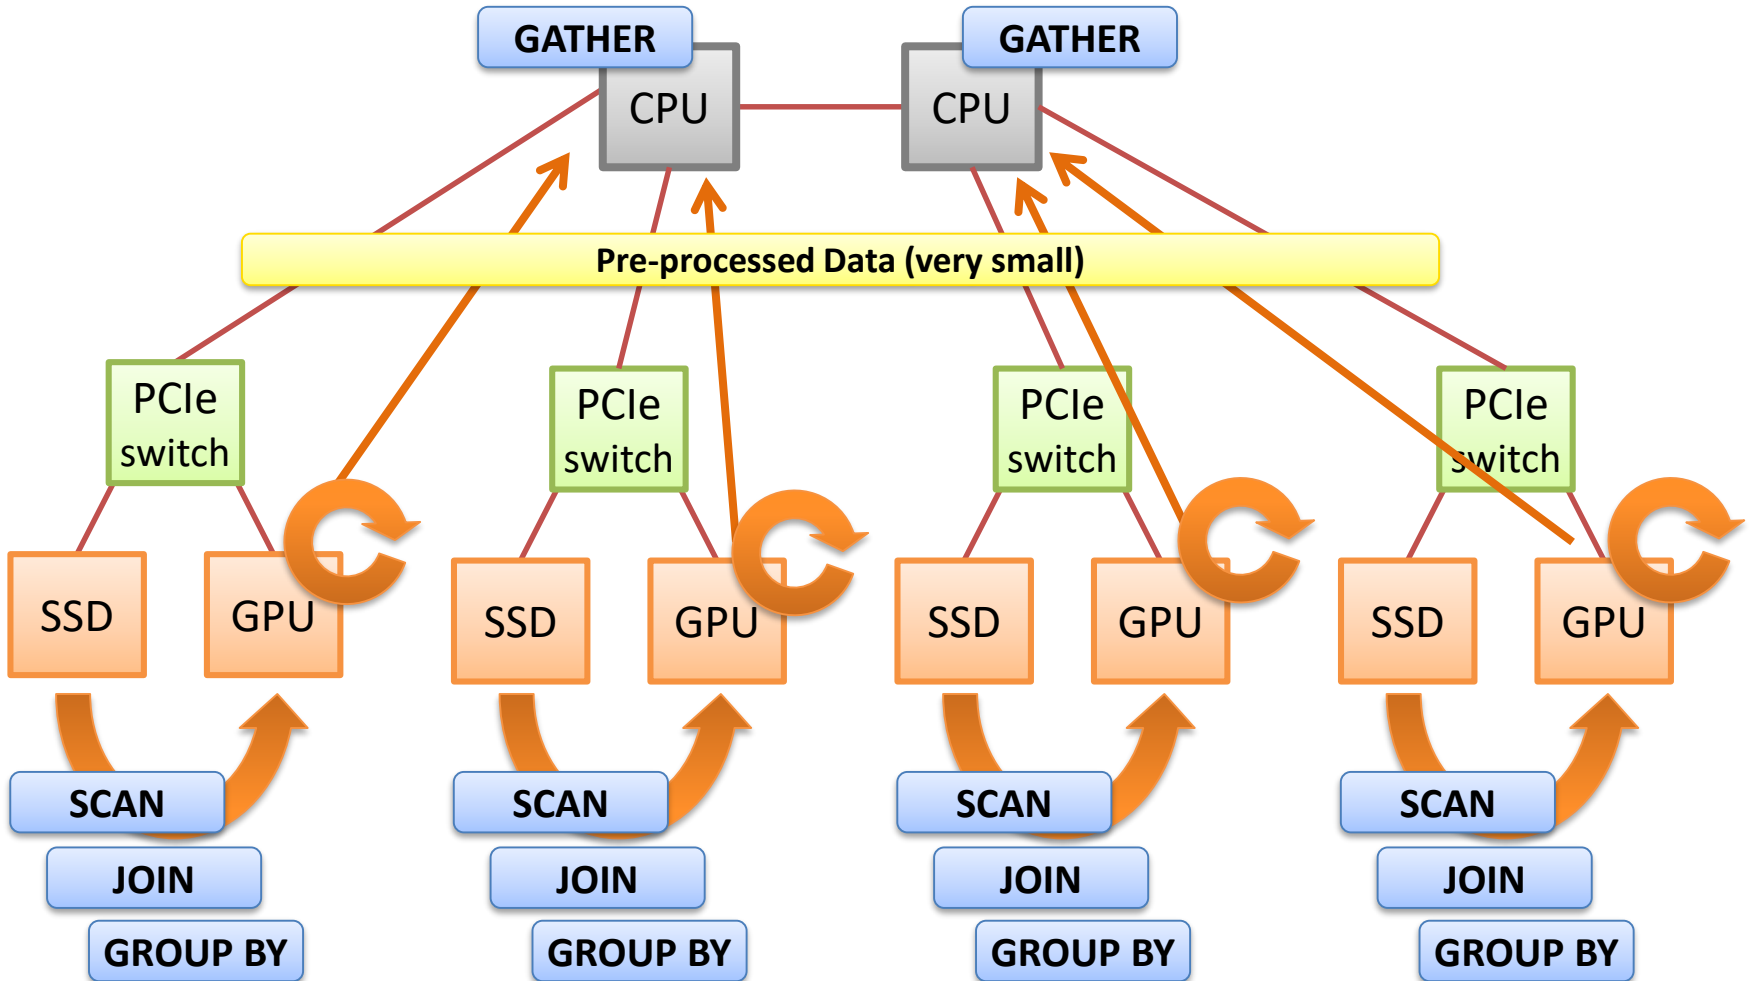 GATHER
GATHER
CPU
CPU
Pre-processed Data (very small)
PCIe
switch
PCIe
switch
PCIe
switch
PCIe
switch
SSD
GPU
SSD
GPU
SSD
GPU
SSD
GPU
SCAN
SCAN
SCAN
SCAN
JOIN
JOIN
JOIN
JOIN
GROUP BY
GROUP BY
GROUP BY
GROUP BY